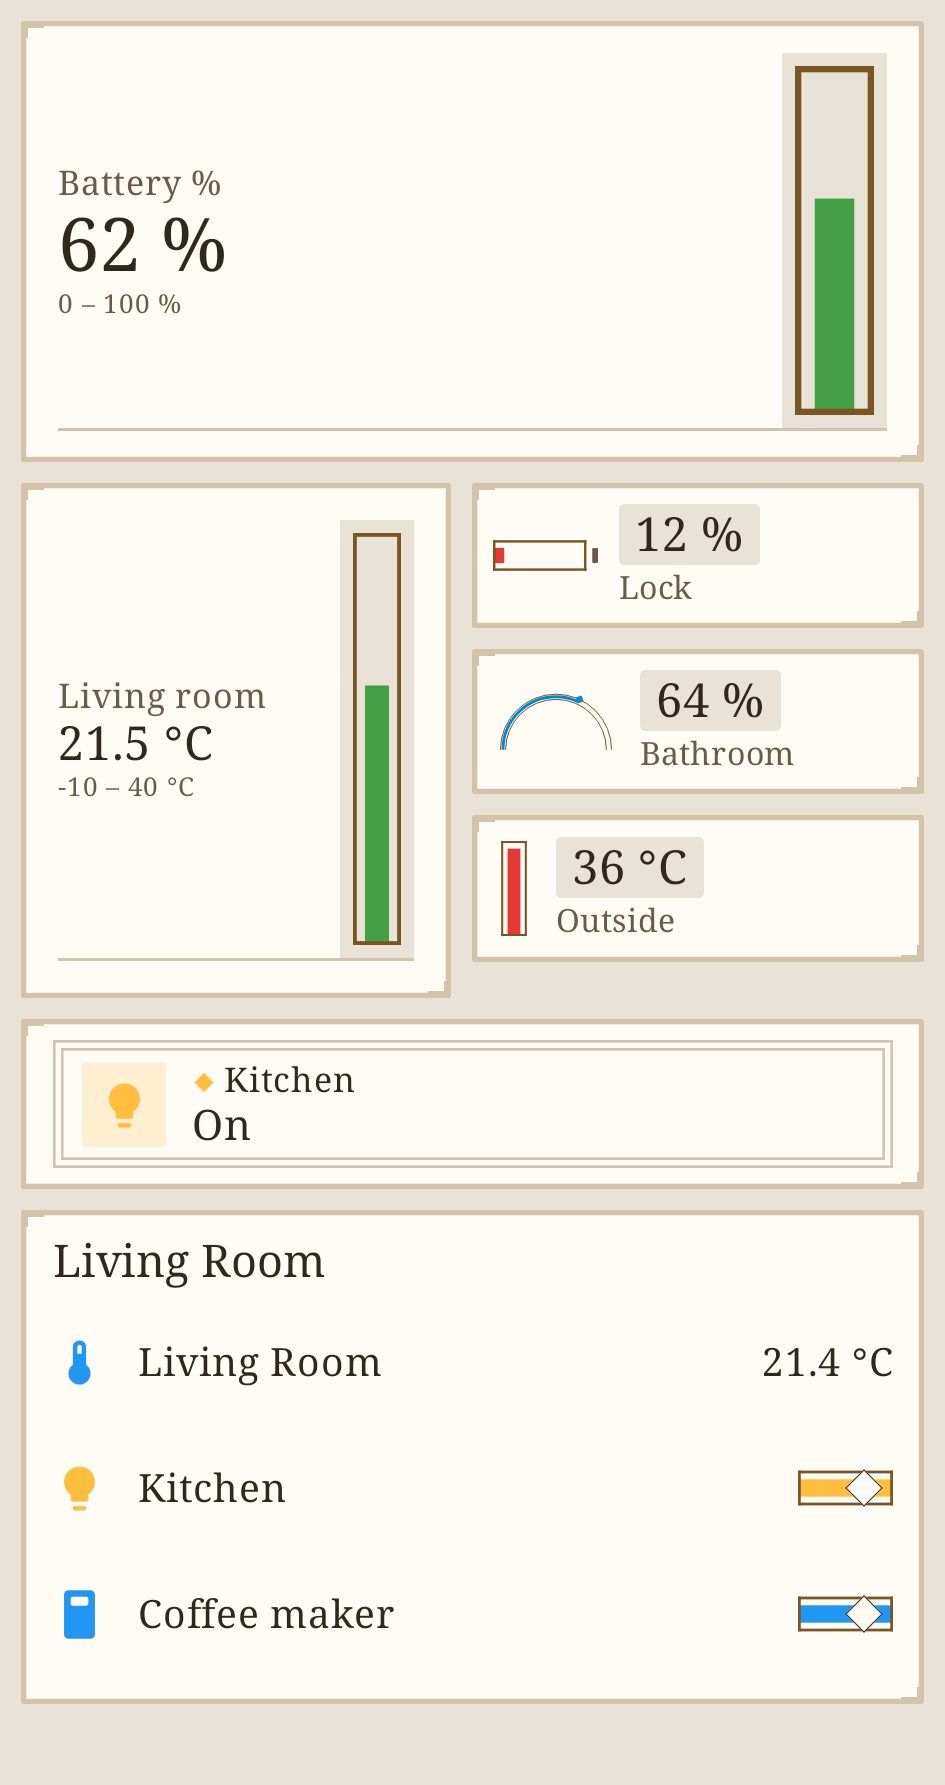 Battery %
62 %
0 – 100 %
Living room
21.5 °C
-10 – 40 °C
12 %
Lock
64 %
Bathroom
36 °C
Outside
Kitchen
On
Living Room
Living Room 21.4 °C
Kitchen
Coffee maker